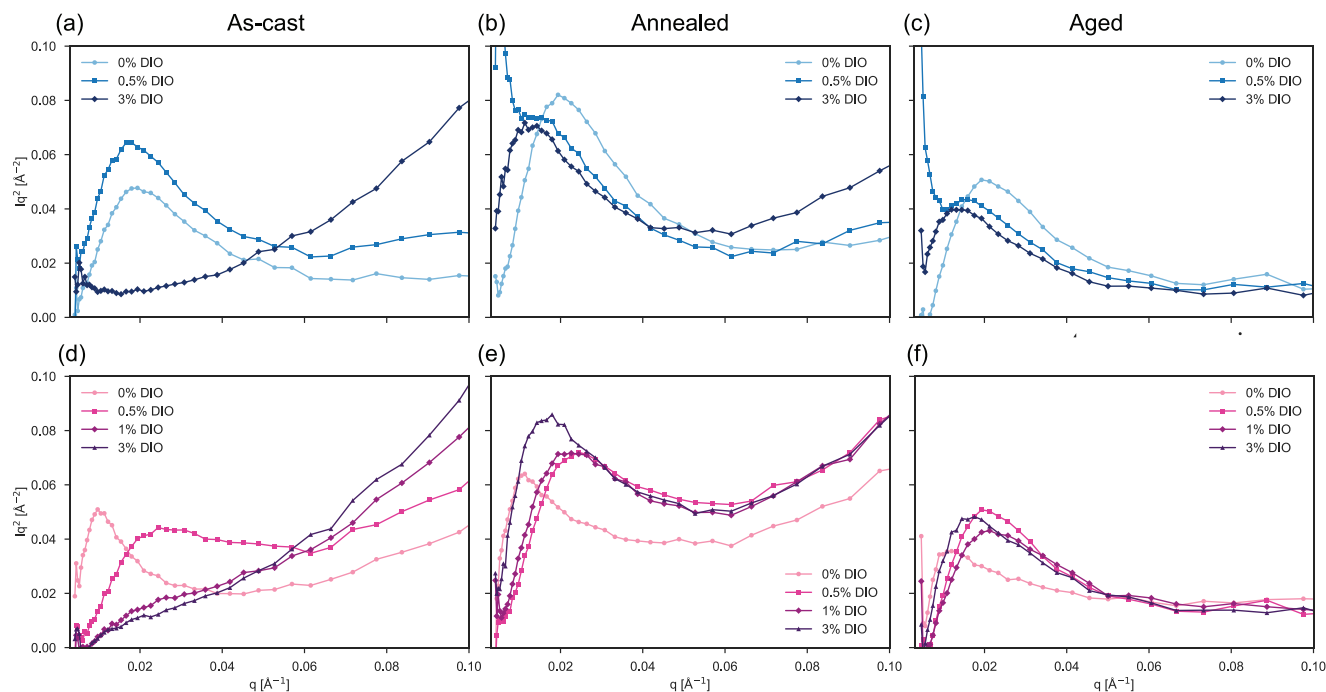 (a) As-cast (b) Annealed (c) Aged
0.10
0.08
0.06
0.04
0.02
0.00
Iq² [Å⁻²]
0% DIO
0.5% DIO
3% DIO
0% DIO
0.5% DIO
3% DIO
0% DIO
0.5% DIO
3% DIO
(d) (e) (f)
0.10
0.08
0.06
0.04
0.02
0.00
Iq² [Å⁻²]
0% DIO
0.5% DIO
1% DIO
3% DIO
0% DIO
0.5% DIO
1% DIO
3% DIO
0% DIO
0.5% DIO
1% DIO
3% DIO
0.02 0.04 0.06 0.08 0.10 0.02 0.04 0.06 0.08 0.10 0.02 0.04 0.06 0.08 0.10
q [Å⁻¹] q [Å⁻¹] q [Å⁻¹]